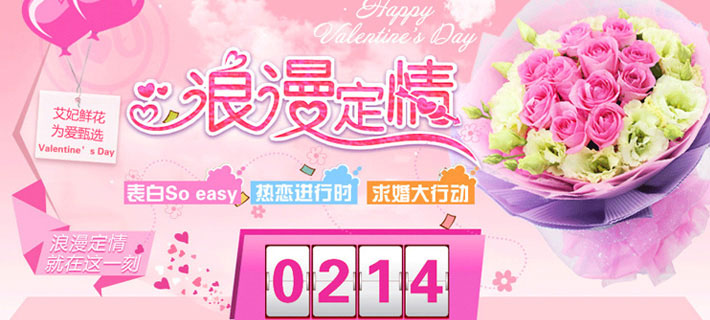 Happy
Valentine's Day
浪漫定情
艾妃鲜花
为爱甄选
Valentine's Day
表白So easy
热恋进行时
求婚大行动
浪漫定情
就在这一刻
0214